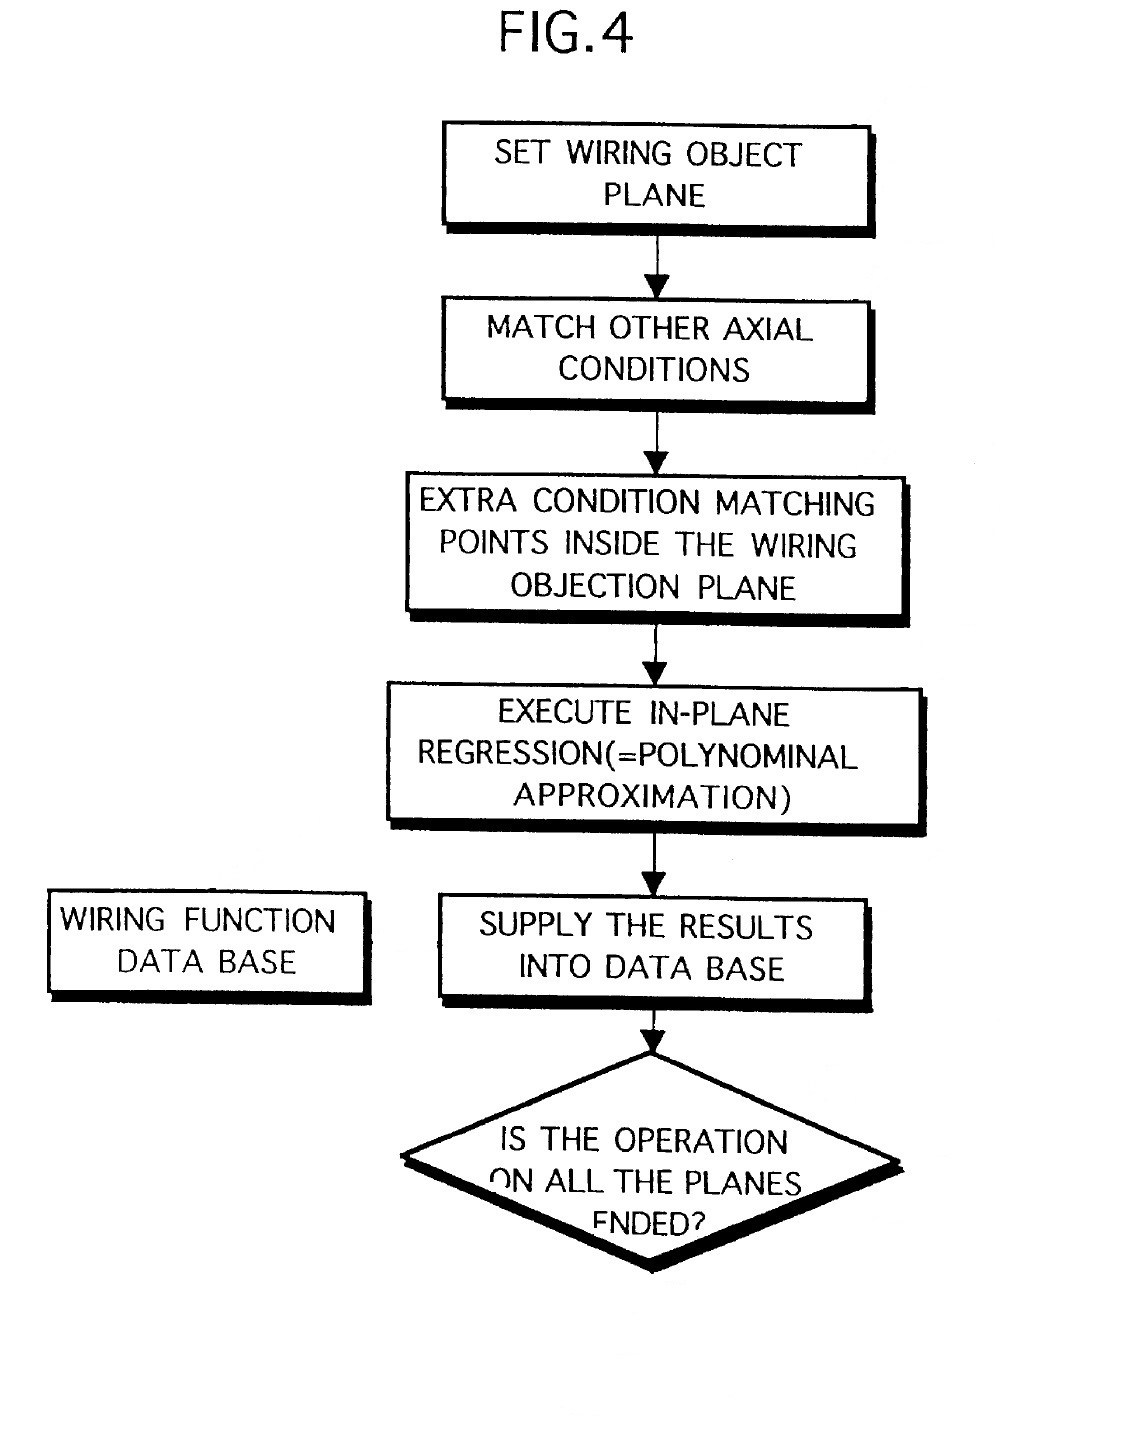 FIG.4
SET WIRING OBJECT
PLANE
MATCH OTHER AXIAL
CONDITIONS
EXTRA CONDITION MATCHING
POINTS INSIDE THE WIRING
OBJECTION PLANE
EXECUTE IN-PLANE
REGRESSION(=POLYNOMINAL
APPROXIMATION)
WIRING FUNCTION
DATA BASE
SUPPLY THE RESULTS
INTO DATA BASE
IS THE OPERATION
ON ALL THE PLANES
ENDED?